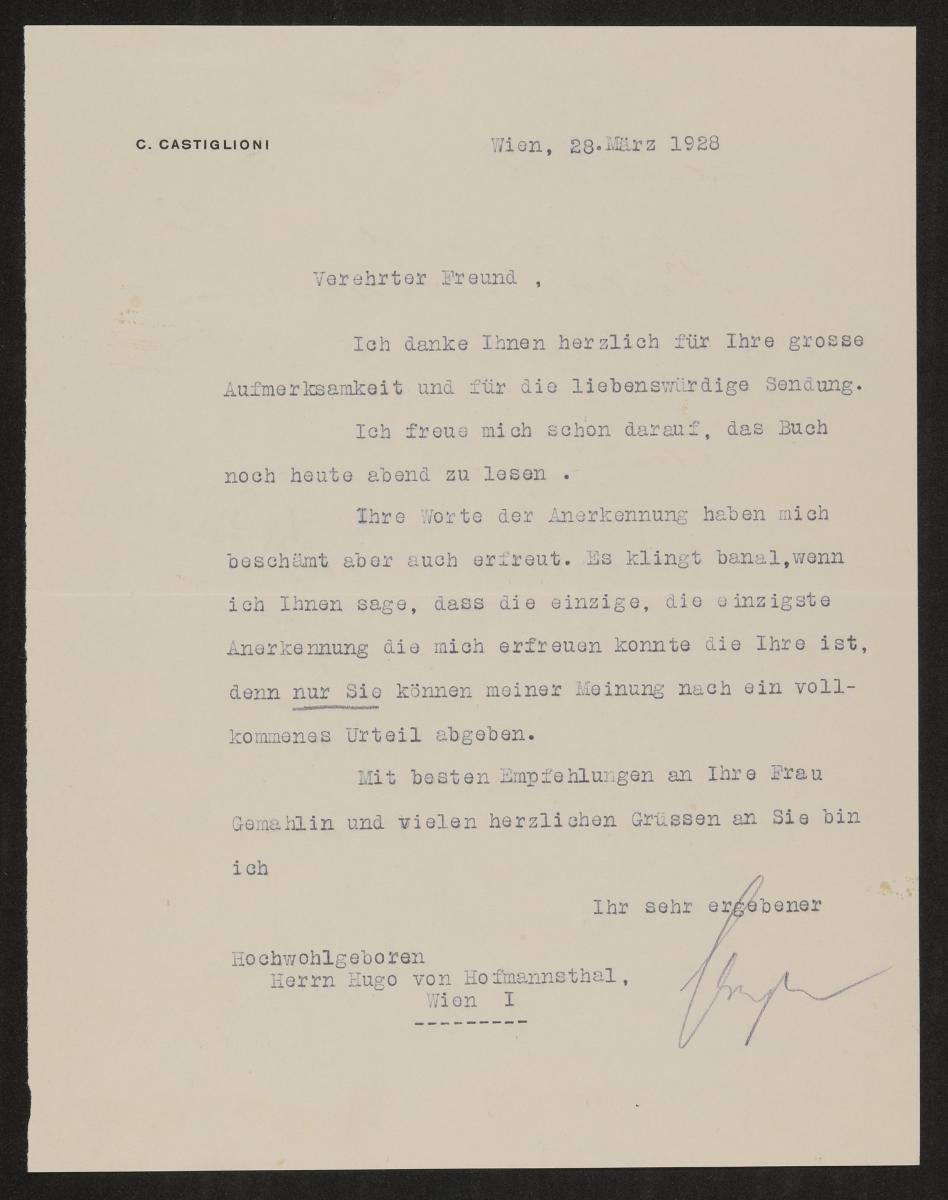 C. CASTIGLIONI
Wien, 28.März 1928
Verehrter Freund ,
Ich danke Ihnen herzlich für Ihre grosse
Aufmerksamkeit und für die liebenswürdige Sendung.
Ich freue mich schon darauf, das Buch
noch heute abend zu lesen .
Ihre Worte der Anerkennung haben mich
beschämt aber auch erfreut. Es klingt banal,wenn
ich Ihnen sage, dass die einzige, die einzigste
Anerkennung die mich erfreuen konnte die Ihre ist,
denn nur Sie können meiner Meinung nach ein voll-
kommenes Urteil abgeben.
Mit besten Empfehlungen an Ihre Frau
Gemahlin und vielen herzlichen Grüssen an Sie bin
ich
Ihr sehr ergebener
Hochwohlgeboren
Herrn Hugo von Hofmannsthal,
Wien I
---------